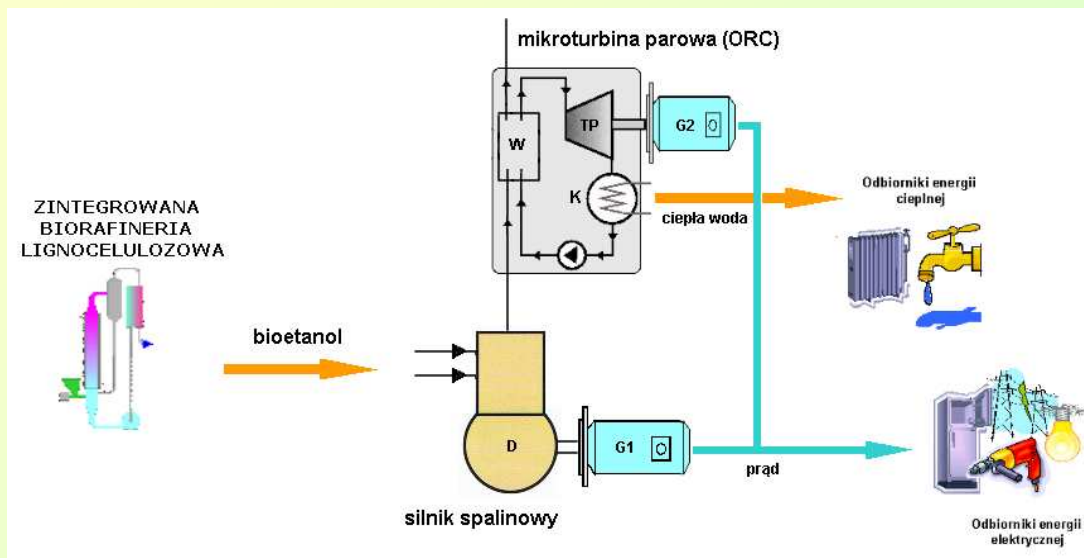 mikroturbina parowa (ORC)
TP
G2
W
K
ciepła woda
Odbiorniki energii
cieplnej
ZINTEGROWANA
BIORAFINERIA
LIGNOCELULOZOWA
bioetanol
D
G1
prąd
silnik spalinowy
Odbiorniki energii
elektrycznej